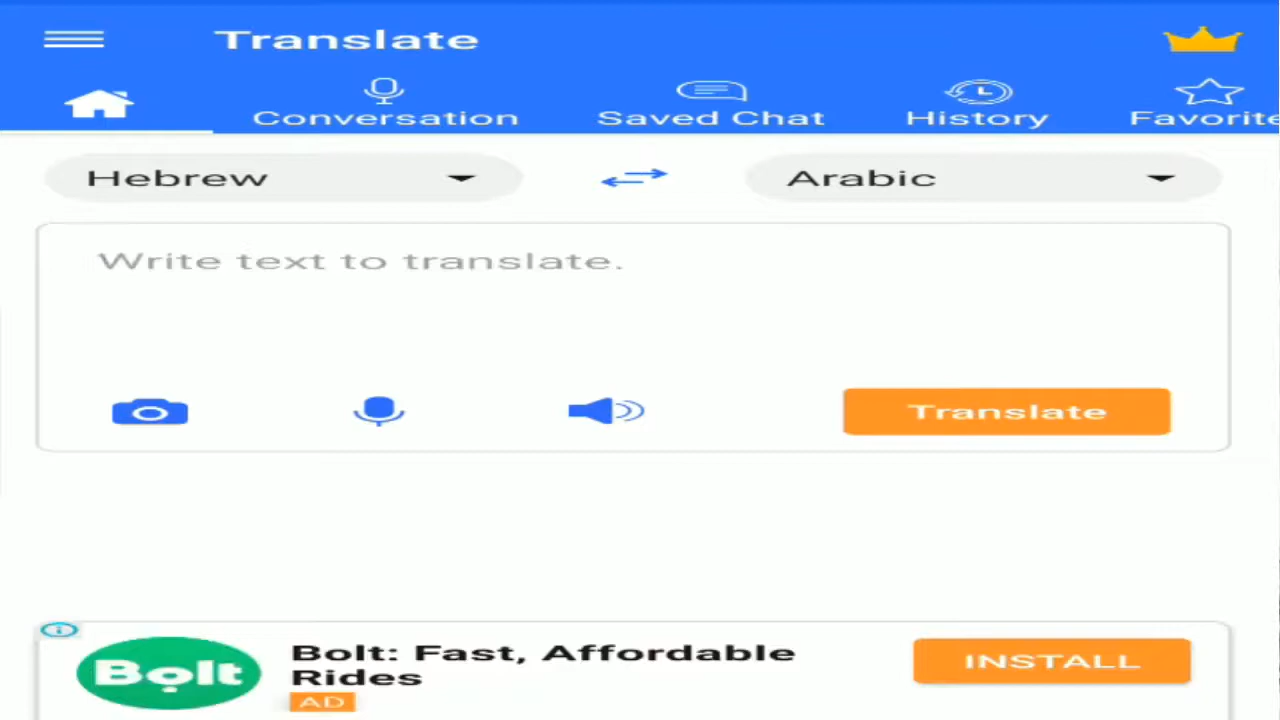 Translate
Conversation
Saved Chat
History
Favorite
Hebrew
Arabic
Write text to translate.
Translate
Bolt
Bolt: Fast, Affordable
Rides
AD
INSTALL